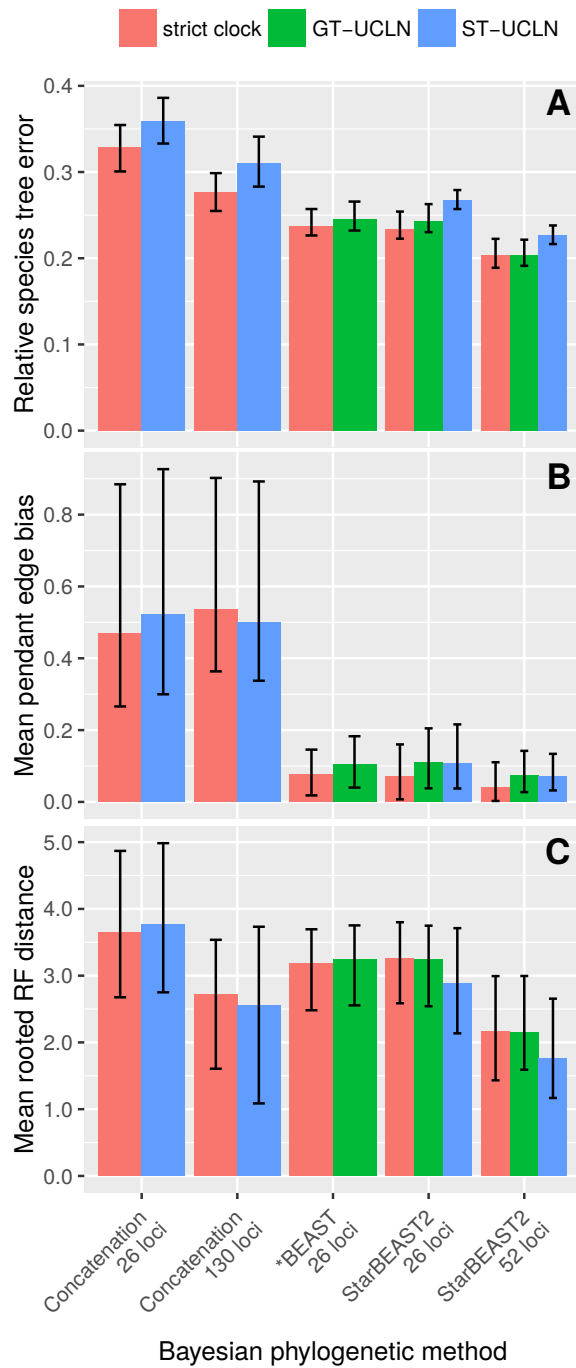 strict clock GT−UCLN ST−UCLN
A
Relative species tree error
0.4
0.3
0.2
0.1
0.0
B
Mean pendant edge bias
0.8
0.6
0.4
0.2
0.0
C
Mean rooted RF distance
5.0
4.0
3.0
2.0
1.0
0.0
Concatenation
26 loci
Concatenation
130 loci
*BEAST
26 loci
StarBEAST2
26 loci
StarBEAST2
52 loci
Bayesian phylogenetic method